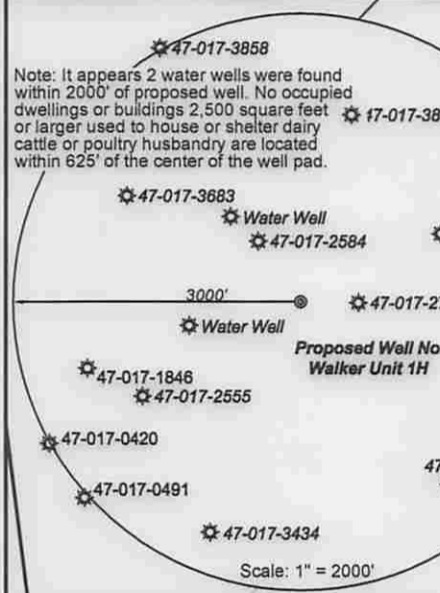 47-017-3858
Note: It appears 2 water wells were found
within 2000' of proposed well. No occupied
dwellings or buildings 2,500 square feet
or larger used to house or shelter dairy
cattle or poultry husbandry are located
within 625' of the center of the well pad.
47-017-3683
Water Well
47-017-2584
3000'
Water Well
Proposed Well No
Walker Unit 1H
47-017-1846
47-017-2555
47-017-0420
47-017-0491
47-017-3434
Scale: 1" = 2000'